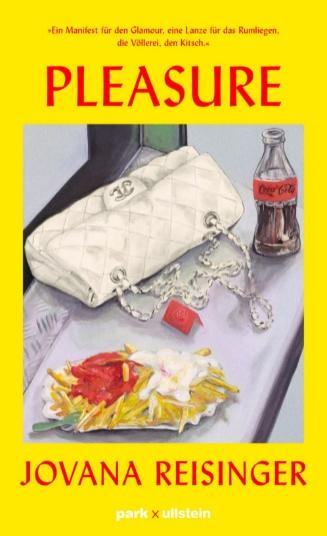 »Ein Manifest für den Glamour, eine Lanze für das Rumliegen,
die Völlerei, den Kitsch.«
PLEASURE
Coca-Cola
JOVANA REISINGER
park x ullstein